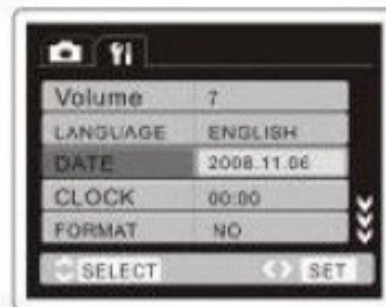 Volume 7
LANGUAGE ENGLISH
DATE 2008.11.06
CLOCK 00:00
FORMAT NO
SELECT SET